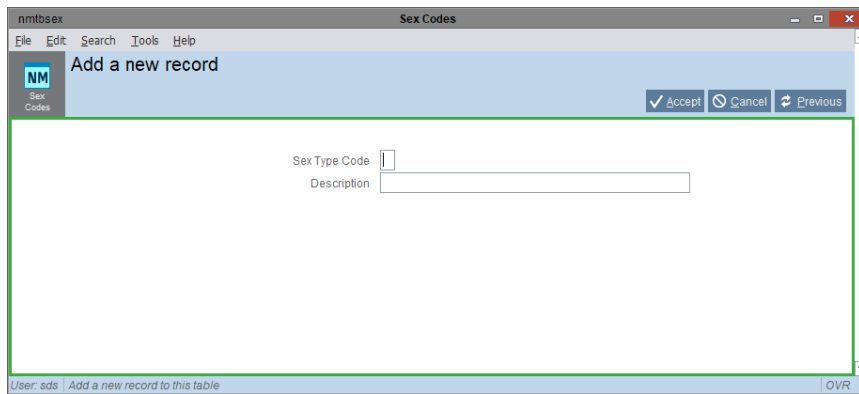 nmtbsex Sex Codes
File Edit Search Tools Help
Add a new record
NM
Sex
Codes
Accept Cancel Previous
Sex Type Code
Description
User: sds Add a new record to this table OVR